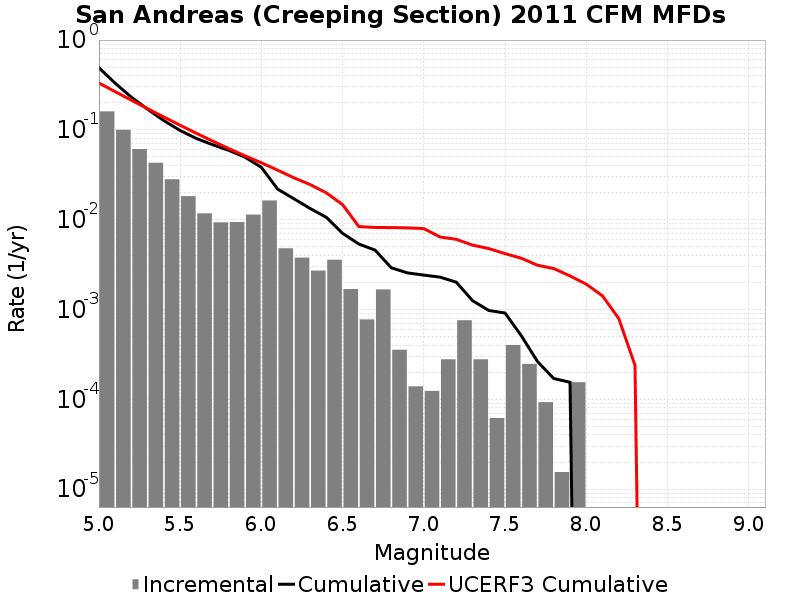 San Andreas (Creeping Section) 2011 CFM MFDs
10^0
10^-1
10^-2
10^-3
10^-4
10^-5
Rate (1/yr)
5.0 5.5 6.0 6.5 7.0 7.5 8.0 8.5 9.0
Magnitude
Incremental Cumulative UCERF3 Cumulative